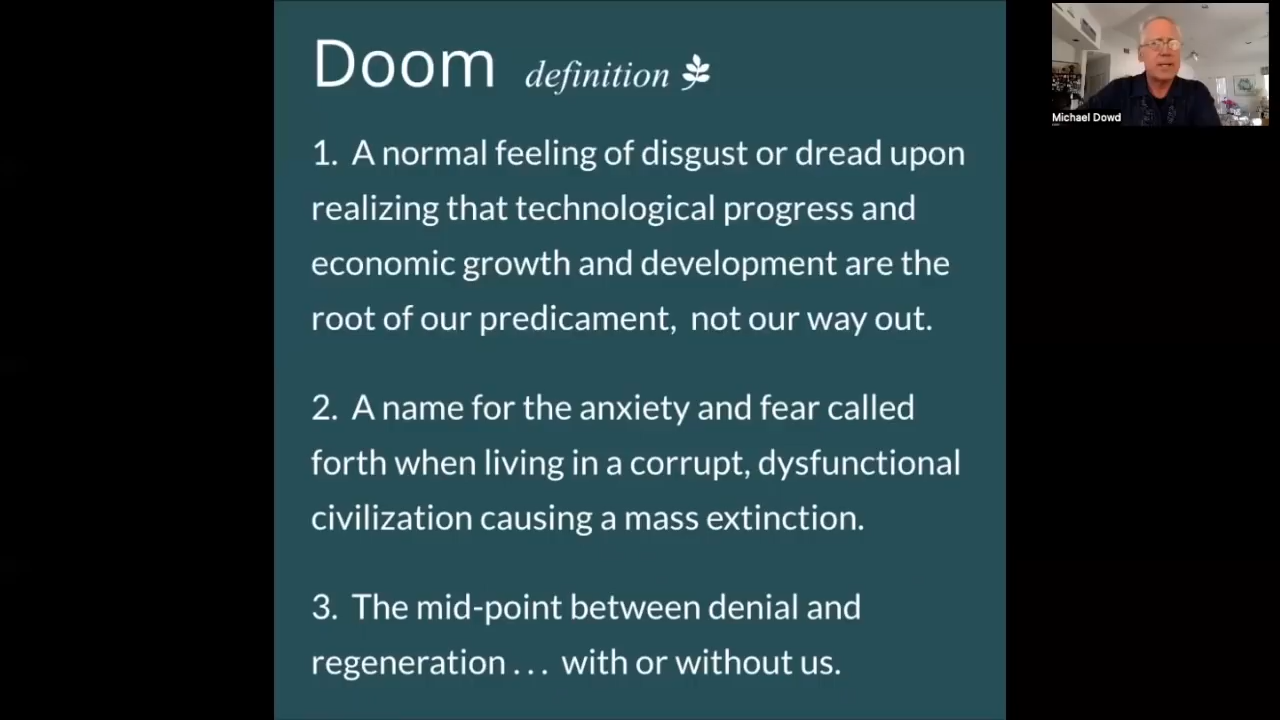 Doom definition
1. A normal feeling of disgust or dread upon
realizing that technological progress and
economic growth and development are the
root of our predicament, not our way out.
2. A name for the anxiety and fear called
forth when living in a corrupt, dysfunctional
civilization causing a mass extinction.
3. The mid-point between denial and
regeneration . . . with or without us.
Michael Dowd